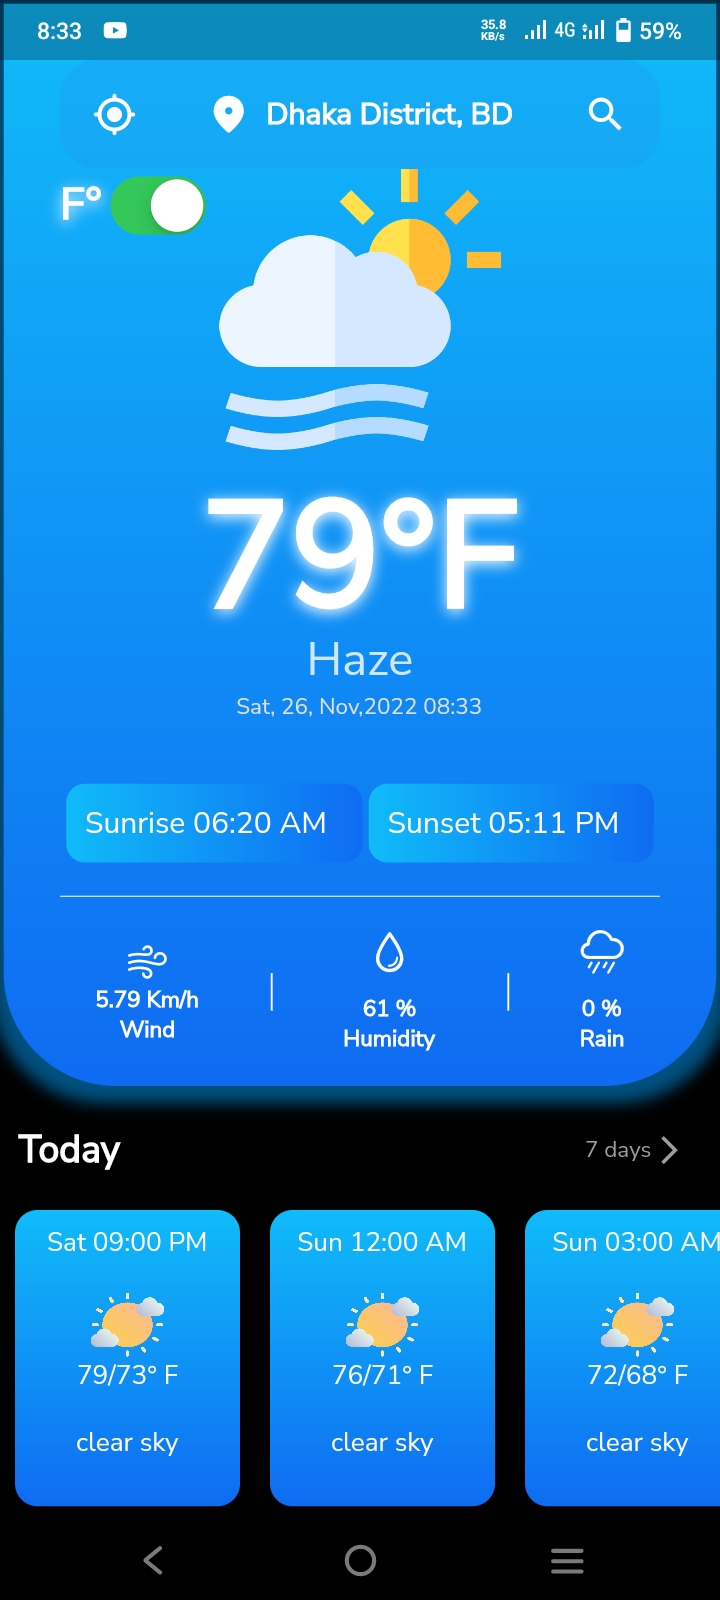 8:33 35.8 KB/s 4G 59%
Dhaka District, BD
F°
79°F
Haze
Sat, 26, Nov,2022 08:33
Sunrise 06:20 AM Sunset 05:11 PM
5.79 Km/h 61 % 0 %
Wind Humidity Rain
Today 7 days
Sat 09:00 PM Sun 12:00 AM Sun 03:00 AM
79/73° F 76/71° F 72/68° F
clear sky clear sky clear sky